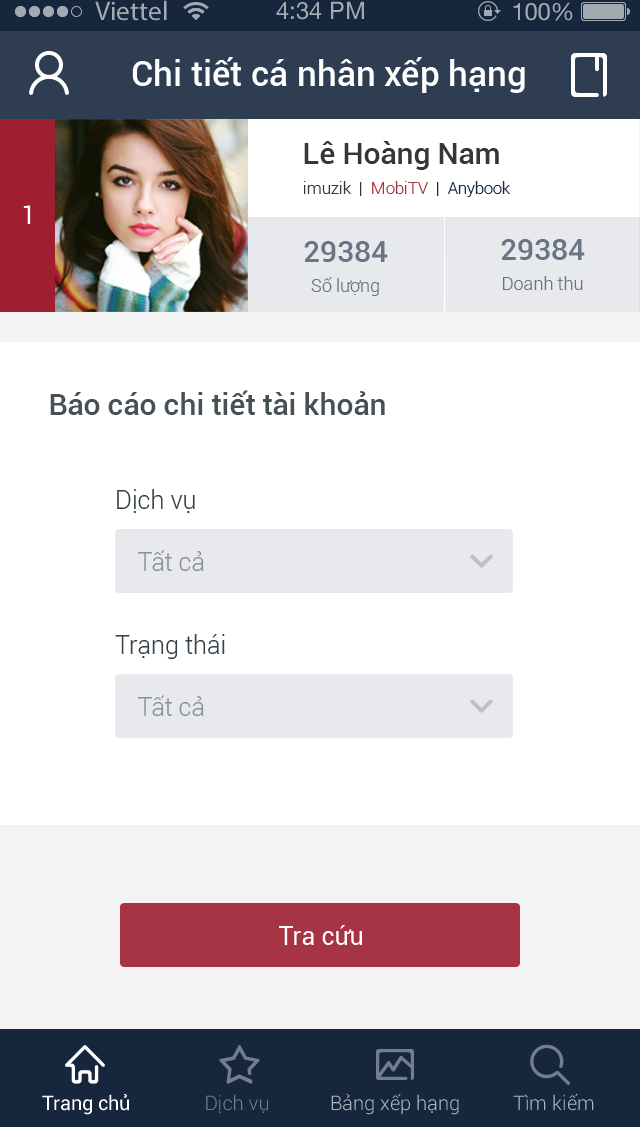 Viettel 4:34 PM 100%
Chi tiết cá nhân xếp hạng
1
Lê Hoàng Nam
imuzik | MobiTV | Anybook
29384 29384
Số lượng Doanh thu
Báo cáo chi tiết tài khoản
Dịch vụ
Tất cả
Trạng thái
Tất cả
Tra cứu
Trang chủ Dịch vụ Bảng xếp hạng Tìm kiếm